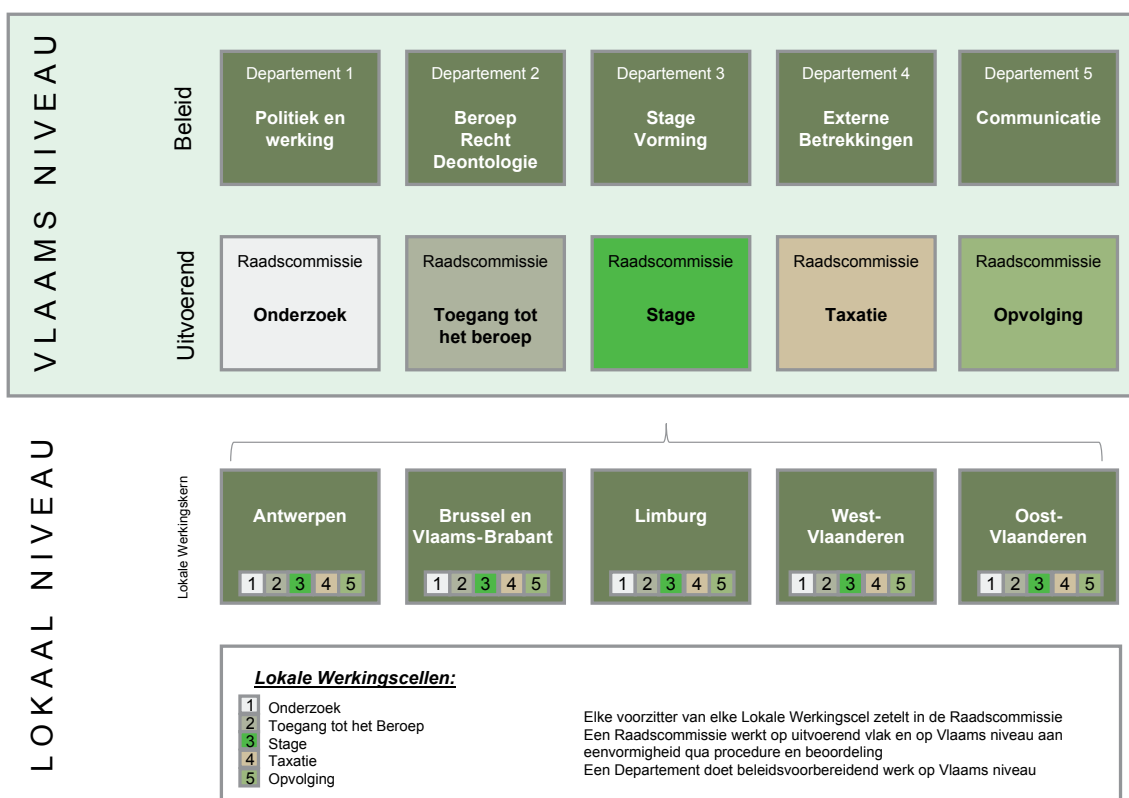 VLAAMS NIVEAU
Beleid
Departement 1
Politiek en
werking
Departement 2
Beroep
Recht
Deontologie
Departement 3
Stage
Vorming
Departement 4
Externe
Betrekkingen
Departement 5
Communicatie
Uitvoerend
Raadscommissie
Onderzoek
Raadscommissie
Toegang tot
het beroep
Raadscommissie
Stage
Raadscommissie
Taxatie
Raadscommissie
Opvolging
LOKAAL NIVEAU
Lokale Werkingskern
Antwerpen
1 2 3 4 5
Brussel en
Vlaams-Brabant
1 2 3 4 5
Limburg
1 2 3 4 5
West-
Vlaanderen
1 2 3 4 5
Oost-
Vlaanderen
1 2 3 4 5
Lokale Werkingscellen:
1 Onderzoek
2 Toegang tot het Beroep
3 Stage
4 Taxatie
5 Opvolging
Elke voorzitter van elke Lokale Werkingscel zetelt in de Raadscommissie
Een Raadscommissie werkt op uitvoerend vlak en op Vlaams niveau aan
eenvormigheid qua procedure en beoordeling
Een Departement doet beleidsvoorbereidend werk op Vlaams niveau